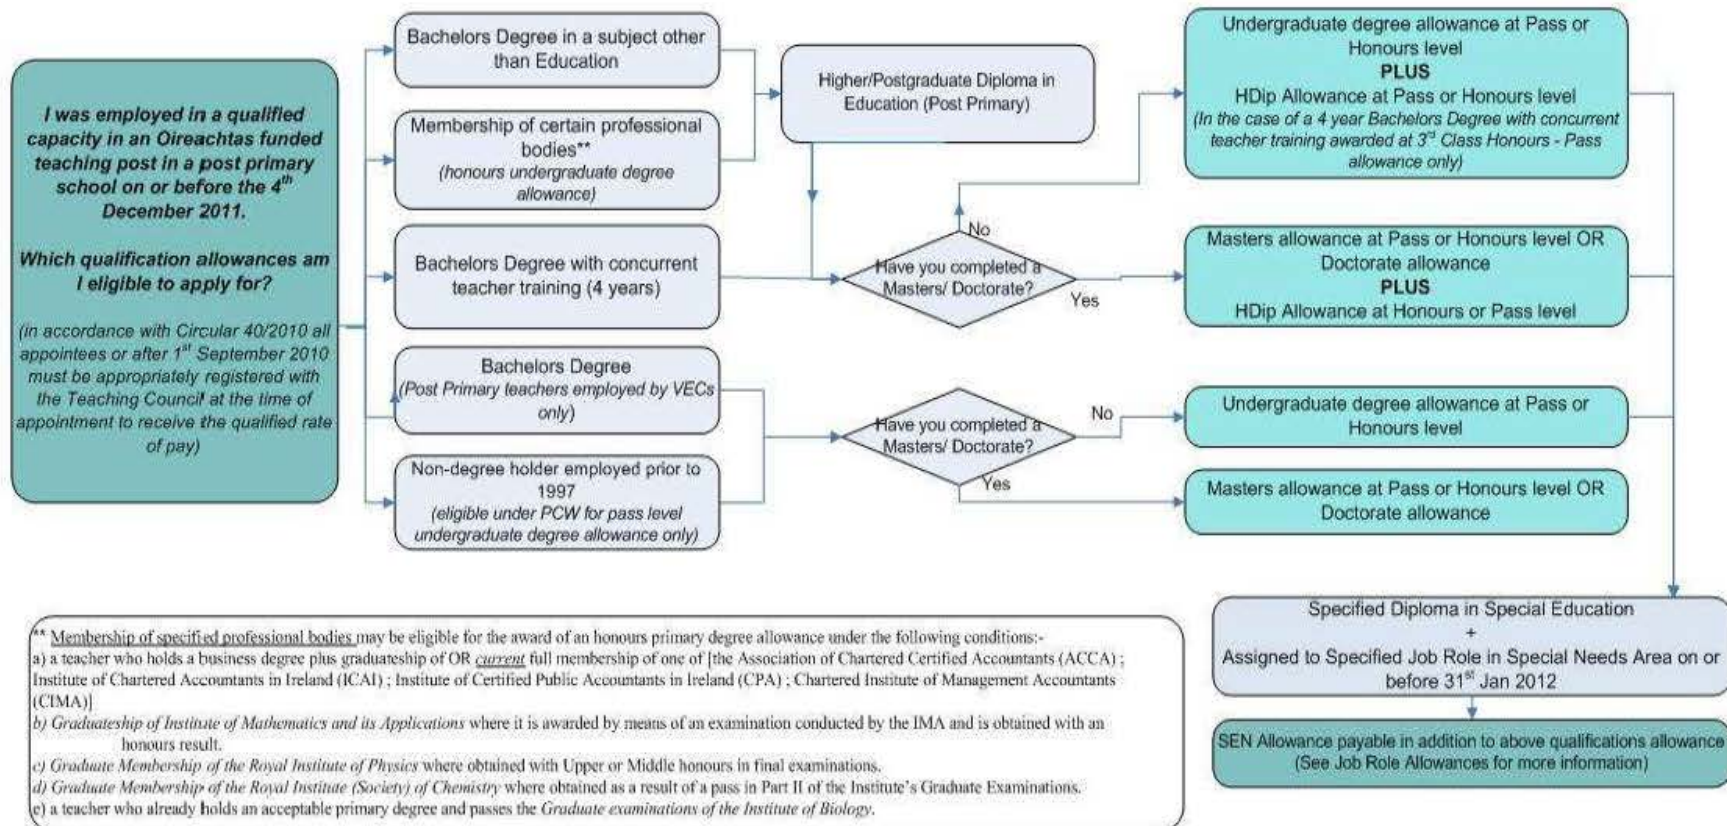 I was employed in a qualified
capacity in an Oireachtas funded
teaching post in a post primary
school on or before the 4th
December 2011.
Which qualification allowances am
I eligible to apply for?
(in accordance with Circular 40/2010 all
appointees or after 1st September 2010
must be appropriately registered with
the Teaching Council at the time of
appointment to receive the qualified rate
of pay)
Bachelors Degree in a subject other
than Education
Membership of certain professional
bodies**
(honours undergraduate degree
allowance)
Bachelors Degree with concurrent
teacher training (4 years)
Bachelors Degree
(Post Primary teachers employed by VECs
only)
Non-degree holder employed prior to
1997
(eligible under PCW for pass level
undergraduate degree allowance only)
Higher/Postgraduate Diploma in
Education (Post Primary)
No
Have you completed a
Masters/ Doctorate?
Yes
No
Have you completed a
Masters/ Doctorate?
Yes
Undergraduate degree allowance at Pass or
Honours level
PLUS
HDip Allowance at Pass or Honours level
(In the case of a 4 year Bachelors Degree with concurrent
teacher training awarded at 3rd Class Honours - Pass
allowance only)
Masters allowance at Pass or Honours level OR
Doctorate allowance
PLUS
HDip Allowance at Honours or Pass level
Undergraduate degree allowance at Pass or
Honours level
Masters allowance at Pass or Honours level OR
Doctorate allowance
Specified Diploma in Special Education
+
Assigned to Specified Job Role in Special Needs Area on or
before 31st Jan 2012
SEN Allowance payable in addition to above qualifications allowance
(See Job Role Allowances for more information)
** Membership of specified professional bodies may be eligible for the award of an honours primary degree allowance under the following conditions:-
a) a teacher who holds a business degree plus graduateship of OR current full membership of one of [the Association of Chartered Certified Accountants (ACCA) ;
Institute of Chartered Accountants in Ireland (ICAI) ; Institute of Certified Public Accountants in Ireland (CPA) ; Chartered Institute of Management Accountants
(CIMA)]
b) Graduateship of Institute of Mathematics and its Applications where it is awarded by means of an examination conducted by the IMA and is obtained with an
honours result.
c) Graduate Membership of the Royal Institute of Physics where obtained with Upper or Middle honours in final examinations.
d) Graduate Membership of the Royal Institute (Society) of Chemistry where obtained as a result of a pass in Part II of the Institute's Graduate Examinations.
e) a teacher who already holds an acceptable primary degree and passes the Graduate examinations of the Institute of Biology.